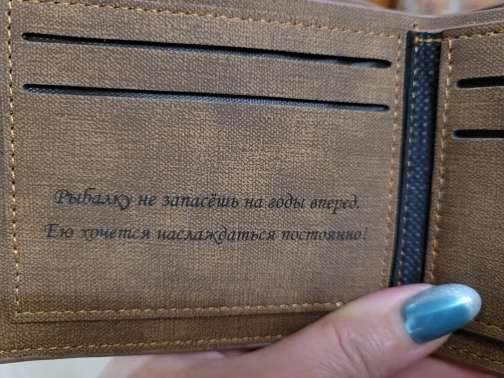 Рыбалку не запасёшь на годы вперед.
Ею хочется наслаждаться постоянно!